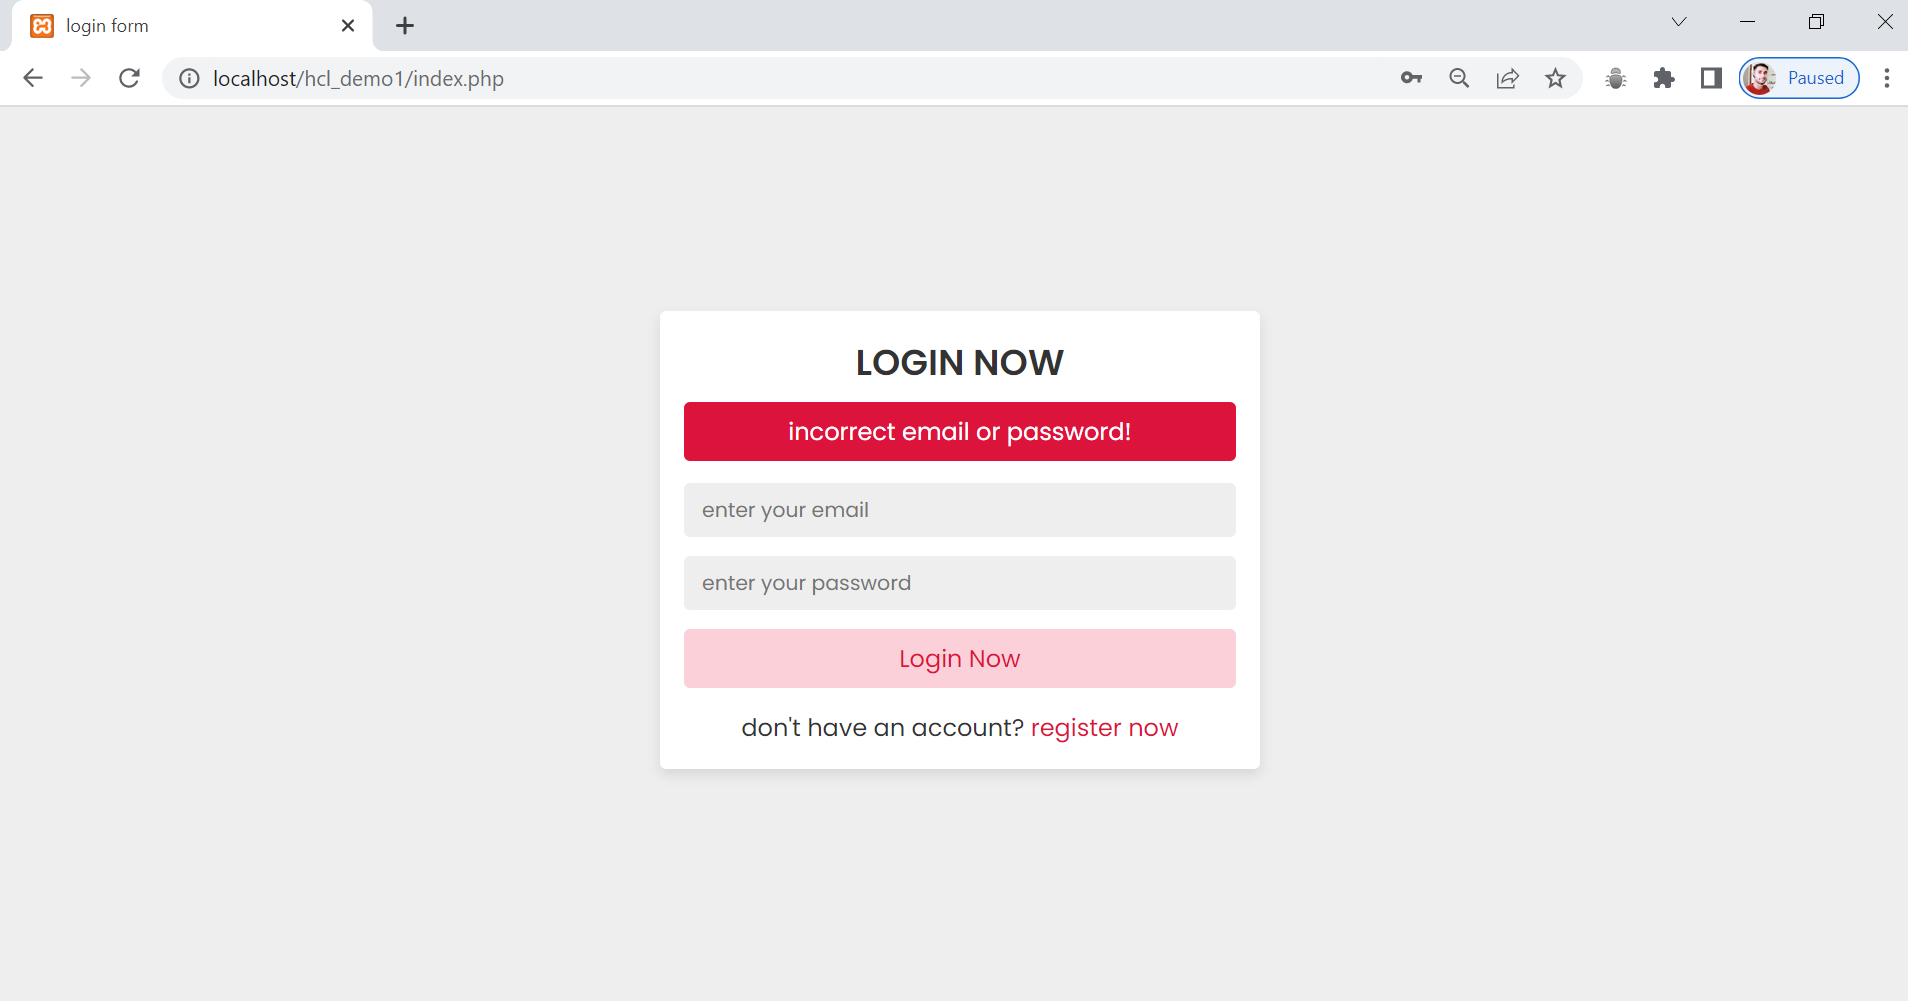 login form
localhost/hcl_demo1/index.php
Paused
LOGIN NOW
incorrect email or password!
enter your email
enter your password
Login Now
don't have an account? register now